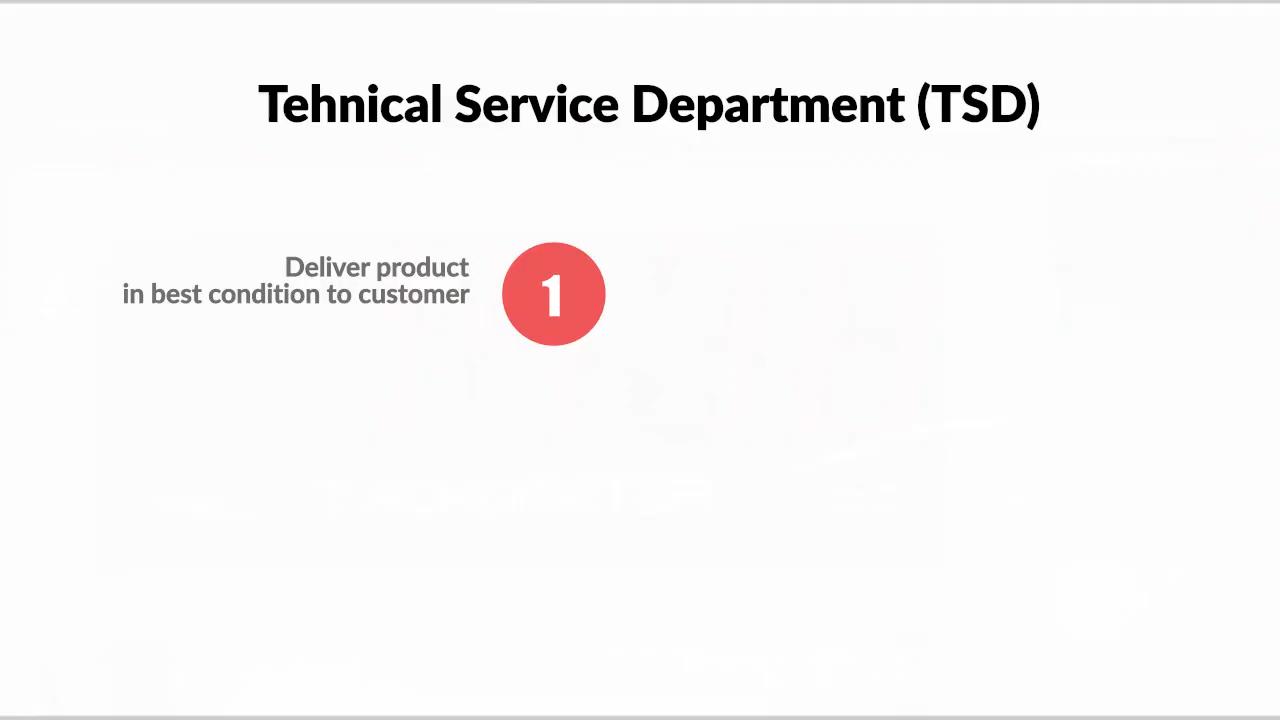 Tehnical Service Department (TSD)
Deliver product
in best condition to customer
1